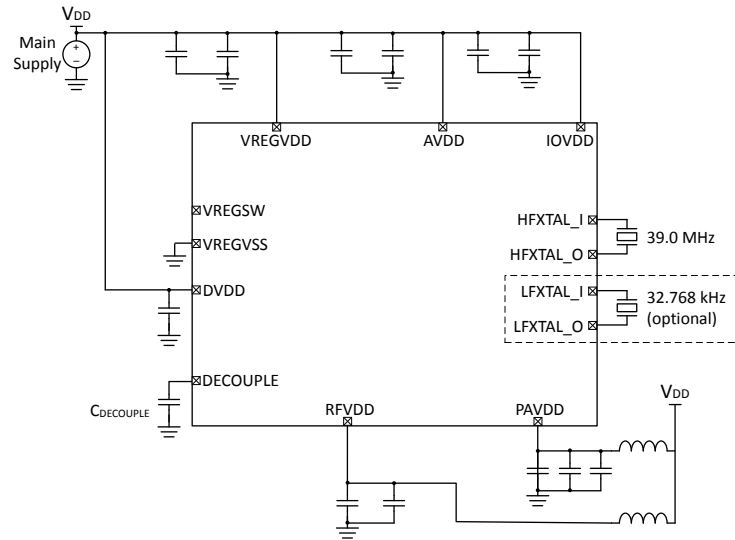 VDD
Main
Supply
+
−
VREGVDD
AVDD
IOVDD
VREGSW
HFXTAL_I
39.0 MHz
VREGVSS
HFXTAL_O
DVDD
LFXTAL_I
32.768 kHz
(optional)
LFXTAL_O
DECOUPLE
CDECOUPLE
RFVDD
PAVDD
VDD